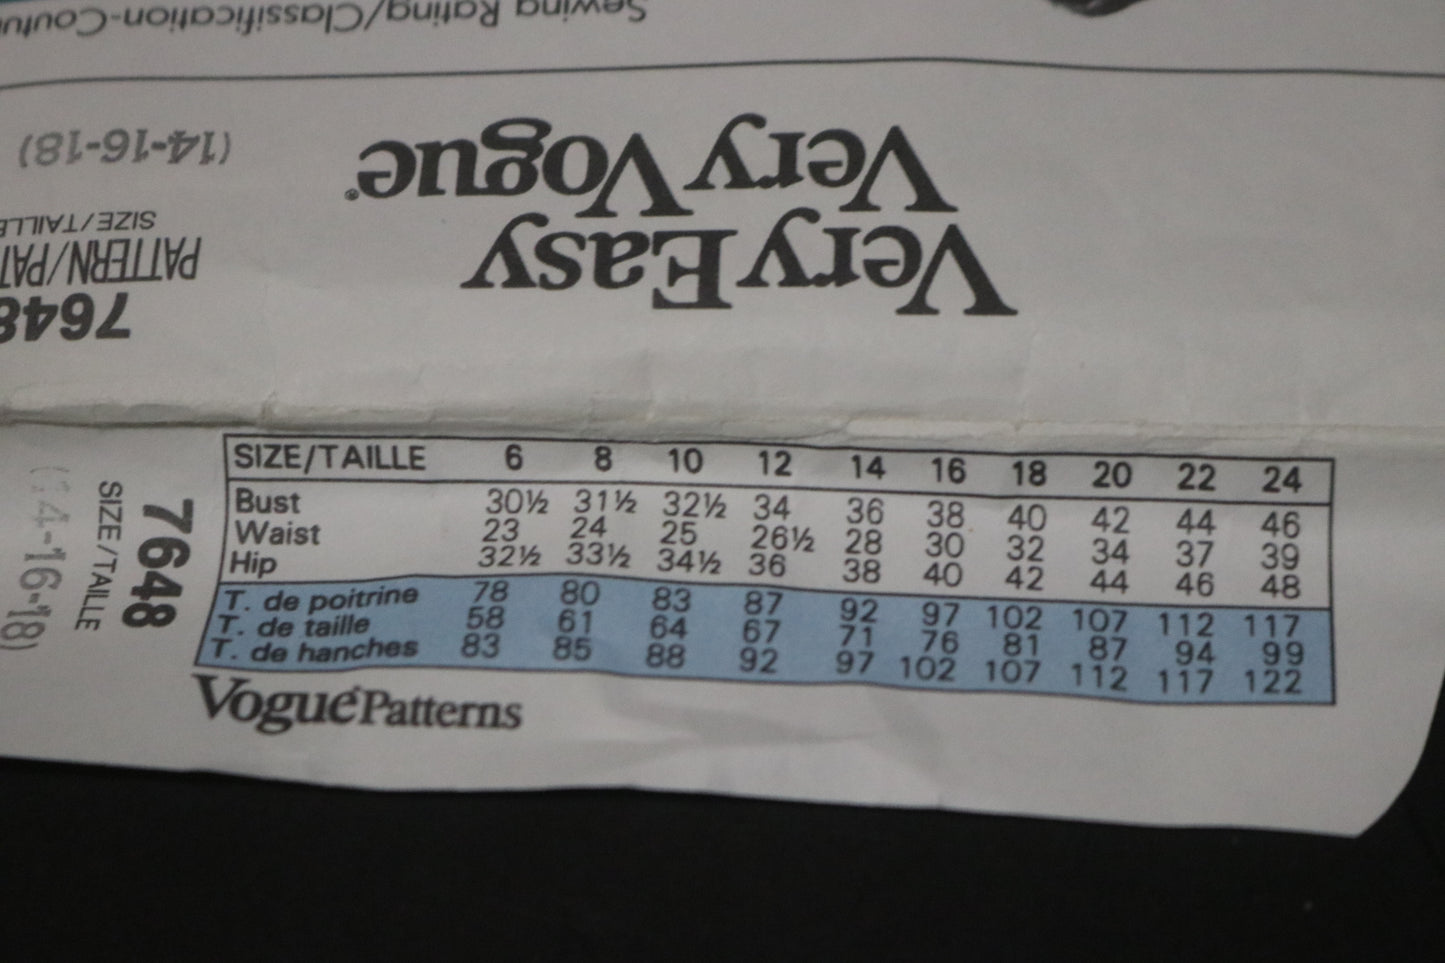 Sewing Rating/Classification-Coutu
Very Easy
Very Vogue®
7648
PATTERN/PAT
SIZE/TAILLE
(14-16-18)
7648
SIZE/TAILLE
(14-16-18)
SIZE/TAILLE 6 8 10 12 14 16 18 20 22 24
Bust 30½ 31½ 32½ 34 36 38 40 42 44 46
Waist 23 24 25 26½ 28 30 32 34 37 39
Hip 32½ 33½ 34½ 36 38 40 42 44 46 48
T. de poitrine 78 80 83 87 92 97 102 107 112 117
T. de taille 58 61 64 67 71 76 81 87 94 99
T. de hanches 83 85 88 92 97 102 107 112 117 122
Vogue Patterns